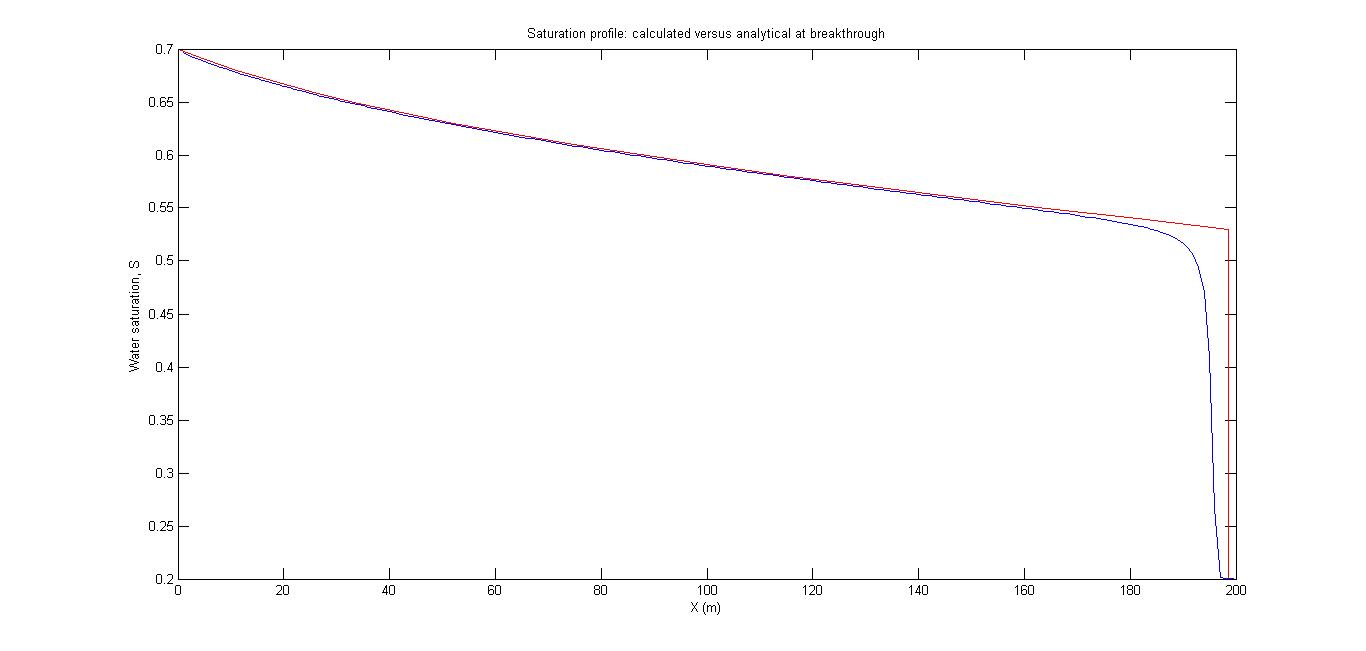 Saturation profile: calculated versus analytical at breakthrough
0.7
0.65
0.6
0.55
0.5
0.45
0.4
0.35
0.3
0.25
0.2
Water saturation, S
0 20 40 60 80 100 120 140 160 180 200
X (m)